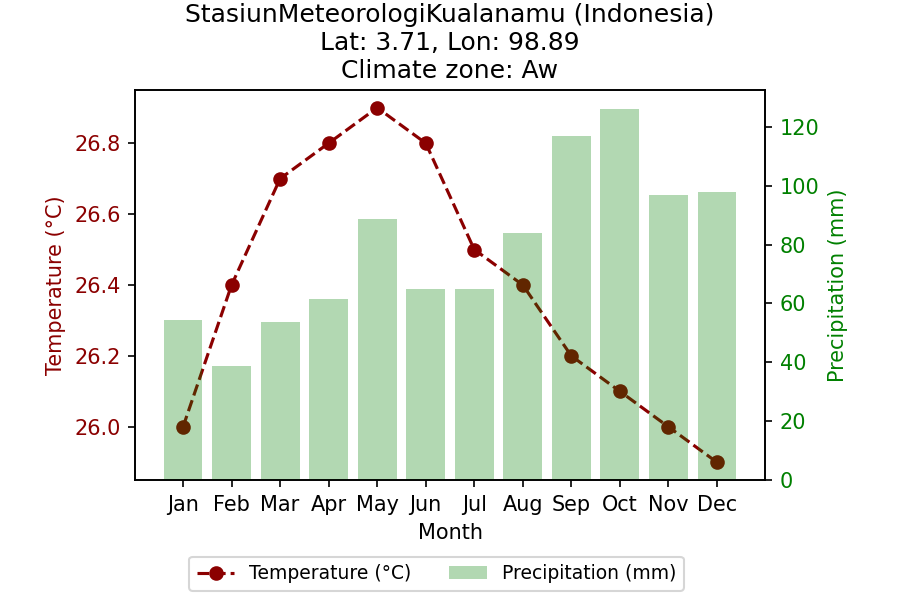 StasiunMeteorologiKualanamu (Indonesia)
Lat: 3.71, Lon: 98.89
Climate zone: Aw
Temperature (°C)
26.8
26.6
26.4
26.2
26.0
120
100
80
60
40
20
0
Precipitation (mm)
Jan Feb Mar Apr May Jun Jul Aug Sep Oct Nov Dec
Month
Temperature (°C) Precipitation (mm)